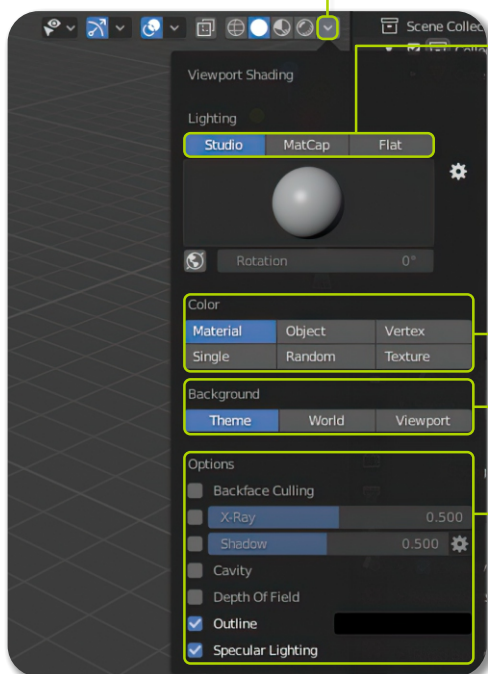 Scene Collec
Viewport Shading
Lighting
Studio MatCap Flat
Rotation 0°
Color
Material Object Vertex
Single Random Texture
Background
Theme World Viewport
Options
Backface Culling
X-Ray 0.500
Shadow 0.500
Cavity
Depth Of Field
Outline
Specular Lighting